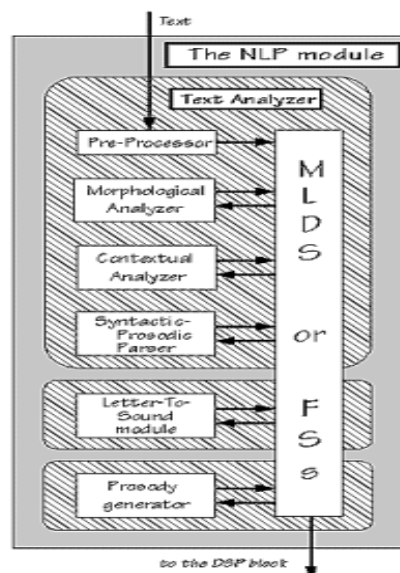 Text
The NLP module
Text Analyzer
Pre-Processor
Morphological
Analyzer
Contextual
Analyzer
Syntactic-
Prosodic
Parser
Letter-To-
Sound
module
Prosody
generator
M
L
D
S
or
F
S
s
to the DSP block